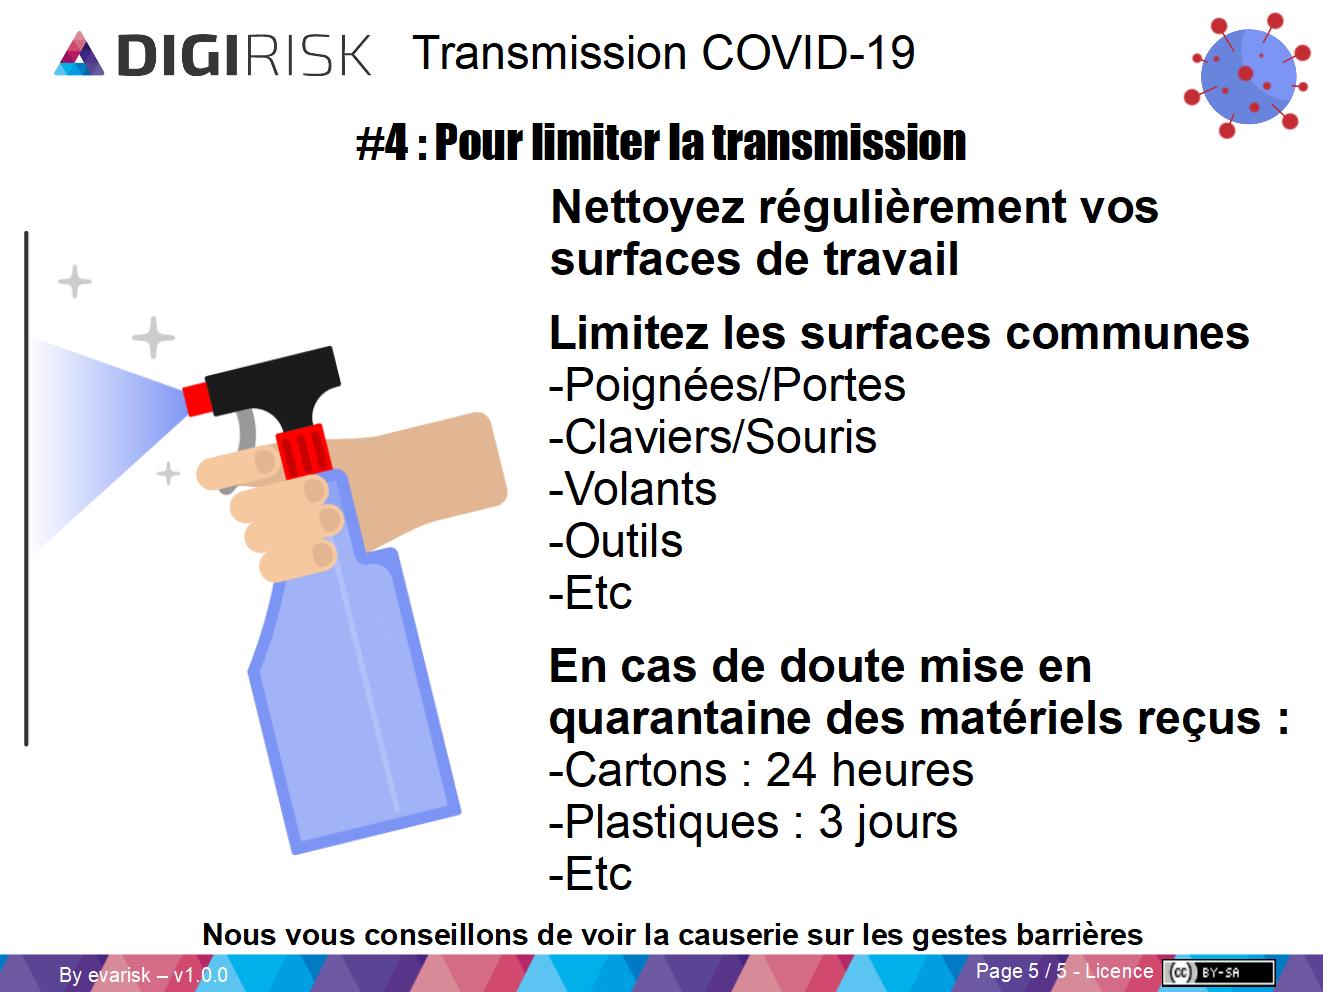 DIGIRISK Transmission COVID-19
#4 : Pour limiter la transmission
Nettoyez régulièrement vos
surfaces de travail
Limitez les surfaces communes
-Poignées/Portes
-Claviers/Souris
-Volants
-Outils
-Etc
En cas de doute mise en
quarantaine des matériels reçus :
-Cartons : 24 heures
-Plastiques : 3 jours
-Etc
Nous vous conseillons de voir la causerie sur les gestes barrières
By evarisk – v1.0.0
Page 5 / 5 - Licence cc BY-SA